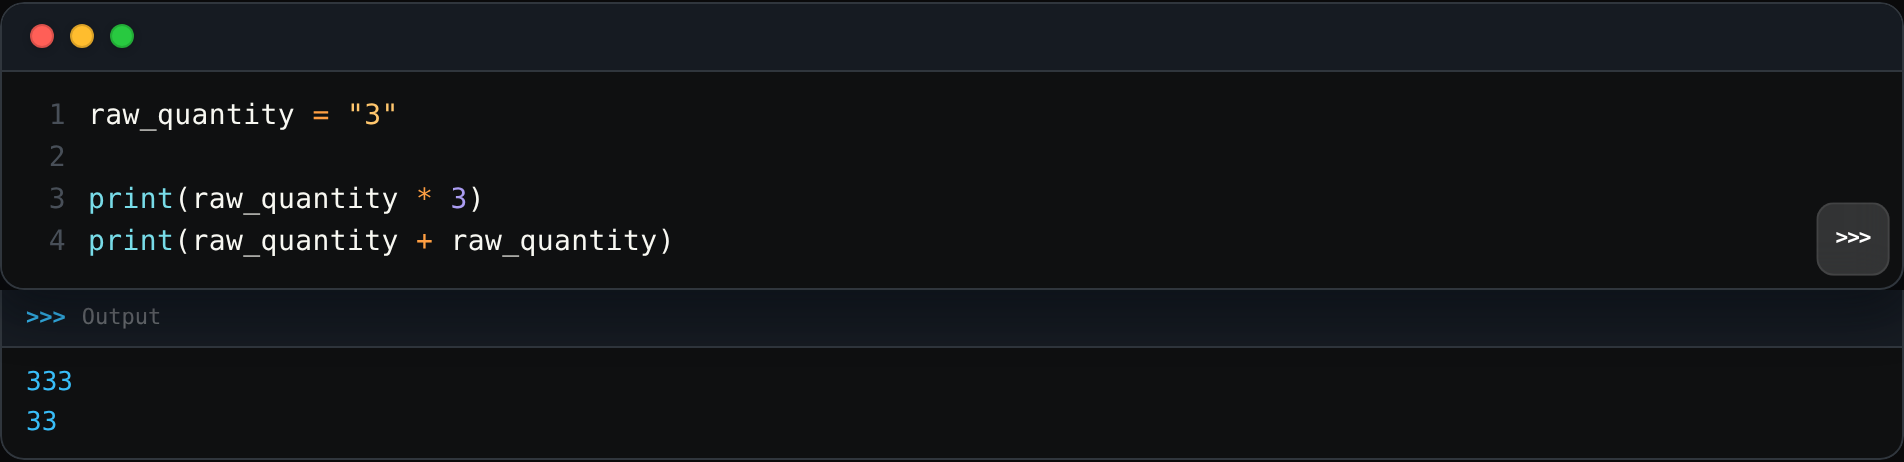 1 raw_quantity = "3"
2
3 print(raw_quantity * 3)
4 print(raw_quantity + raw_quantity)
>>>
>>> Output
333
33